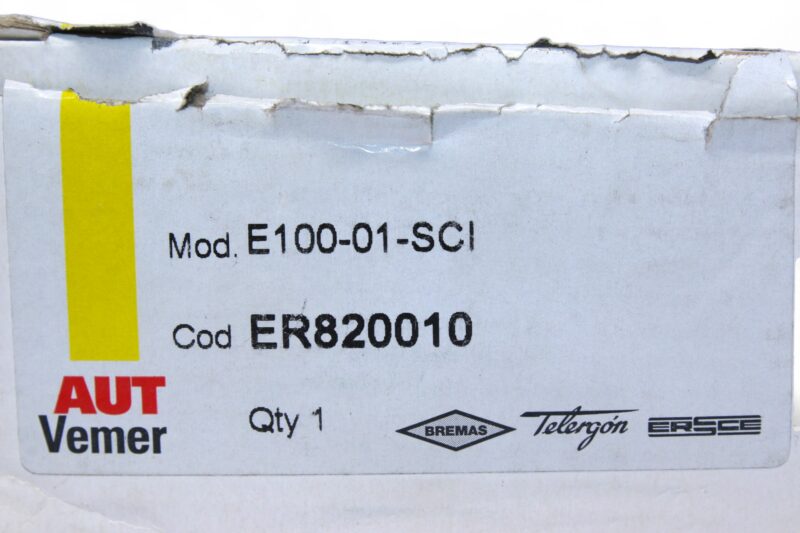 Mod. E100-01-SCI
Cod ER820010
Qty 1
AUT
Vemer
BREMAS
Telergón
ERSCE